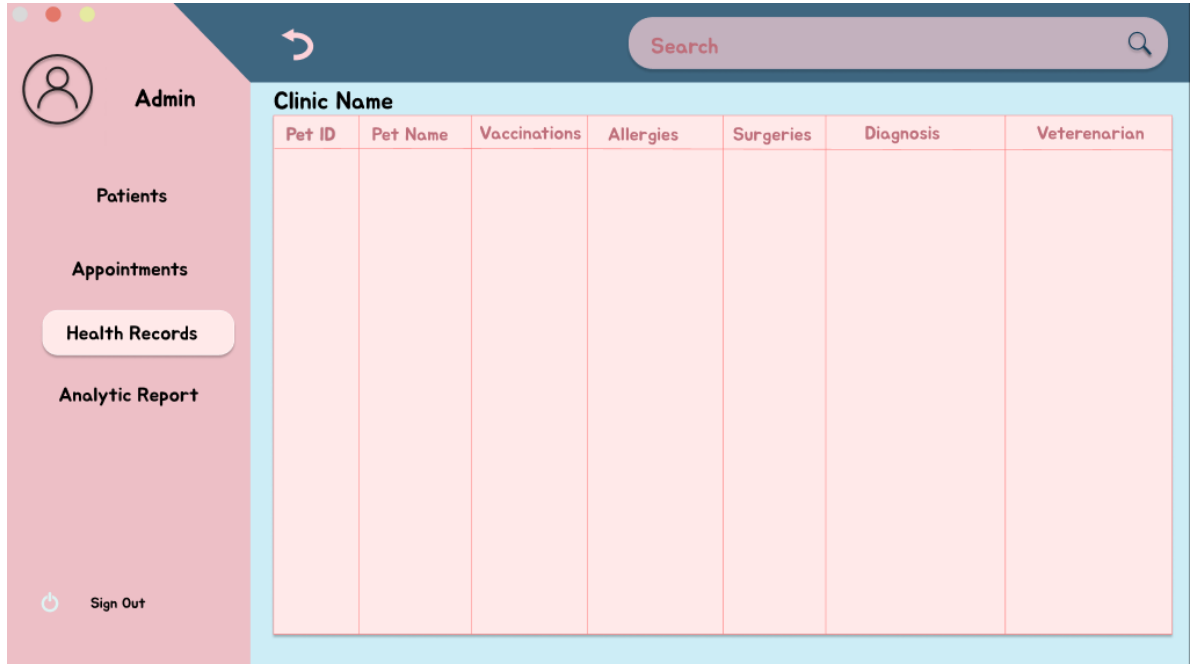 Search
Admin
Clinic Name
Pet ID Pet Name Vaccinations Allergies Surgeries Diagnosis Veterenarian
Patients
Appointments
Health Records
Analytic Report
Sign Out